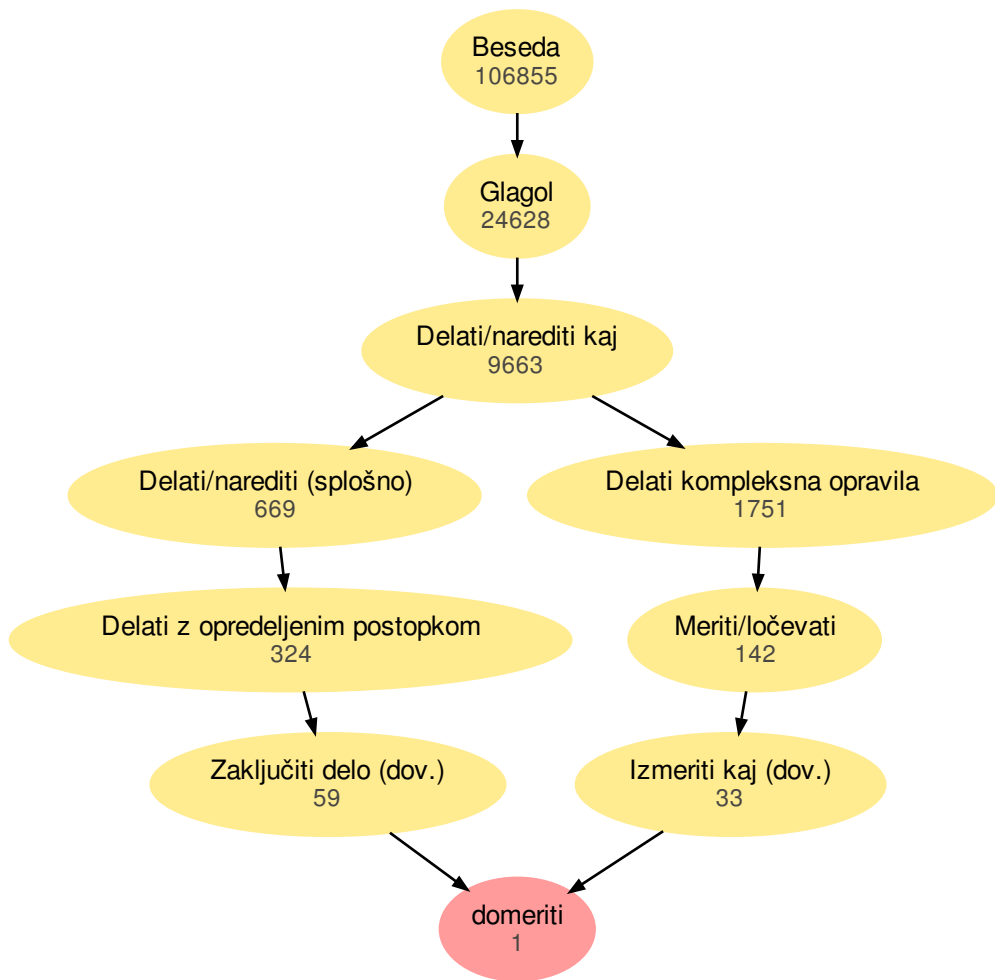 Beseda
106855
Glagol
24628
Delati/narediti kaj
9663
Delati/narediti (splošno)
669
Delati kompleksna opravila
1751
Delati z opredeljenim postopkom
324
Meriti/ločevati
142
Zaključiti delo (dov.)
59
Izmeriti kaj (dov.)
33
domeriti
1